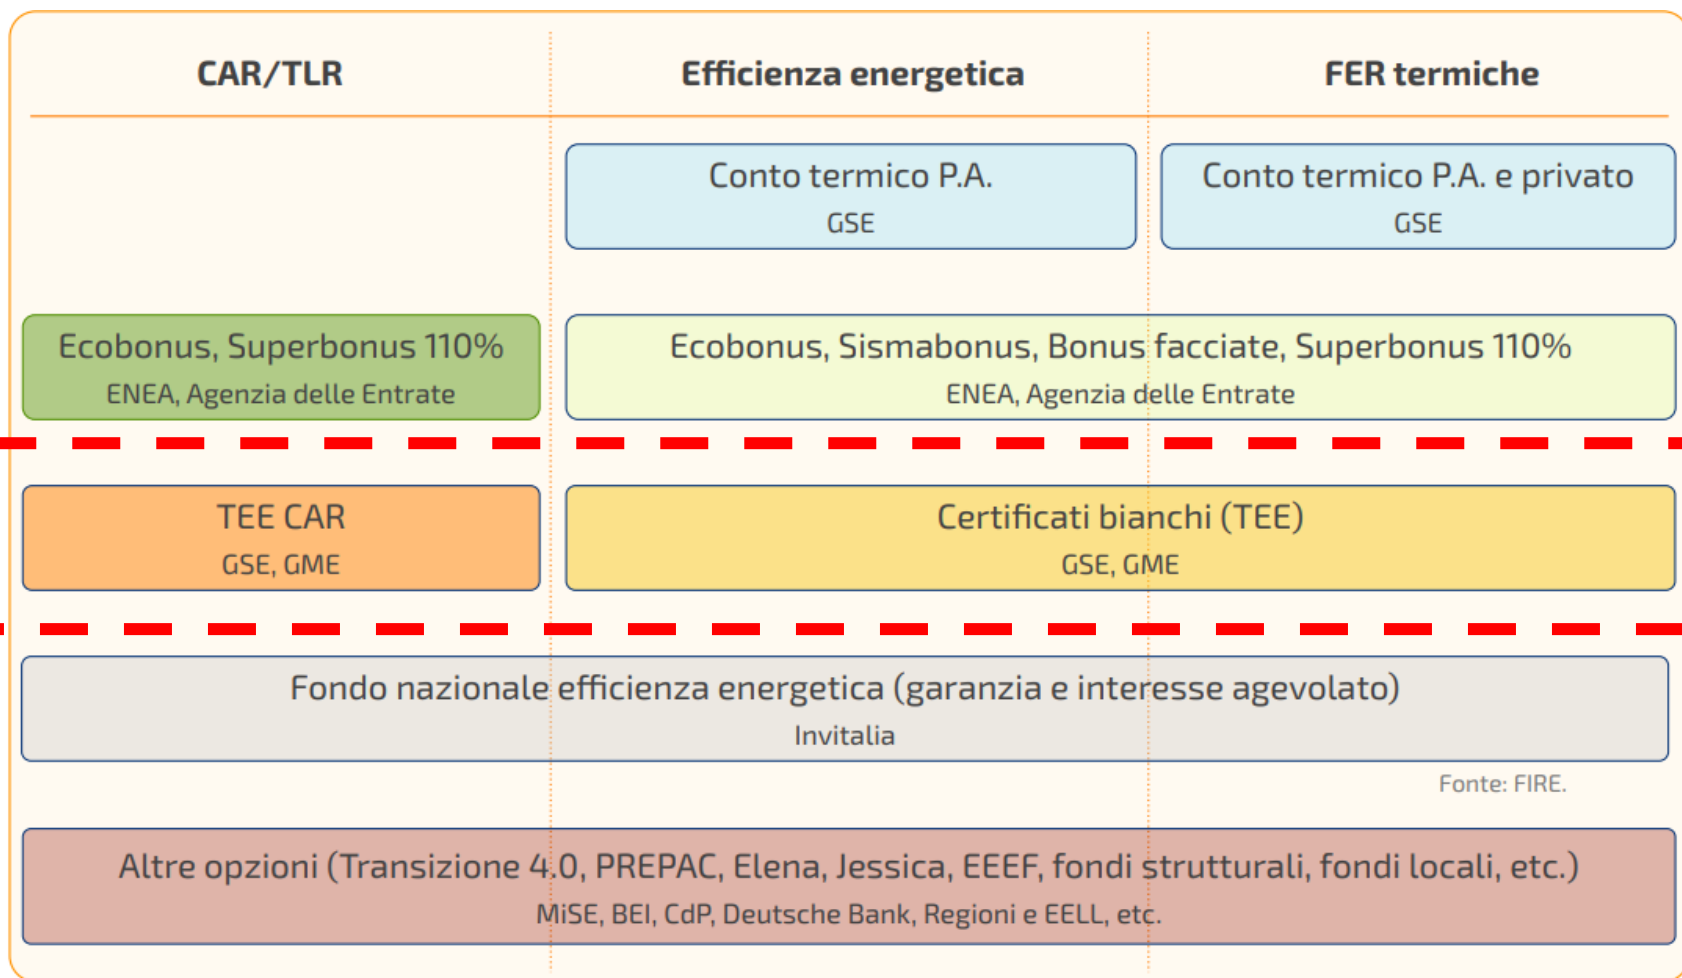 CAR/TLR
Efficienza energetica
FER termiche
Conto termico P.A.
GSE
Conto termico P.A. e privato
GSE
Ecobonus, Superbonus 110%
ENEA, Agenzia delle Entrate
Ecobonus, Sismabonus, Bonus facciate, Superbonus 110%
ENEA, Agenzia delle Entrate
TEE CAR
GSE, GME
Certificati bianchi (TEE)
GSE, GME
Fondo nazionale efficienza energetica (garanzia e interesse agevolato)
Invitalia
Fonte: FIRE.
Altre opzioni (Transizione 4.0, PREPAC, Elena, Jessica, EEEF, fondi strutturali, fondi locali, etc.)
MiSE, BEI, CdP, Deutsche Bank, Regioni e EELL, etc.